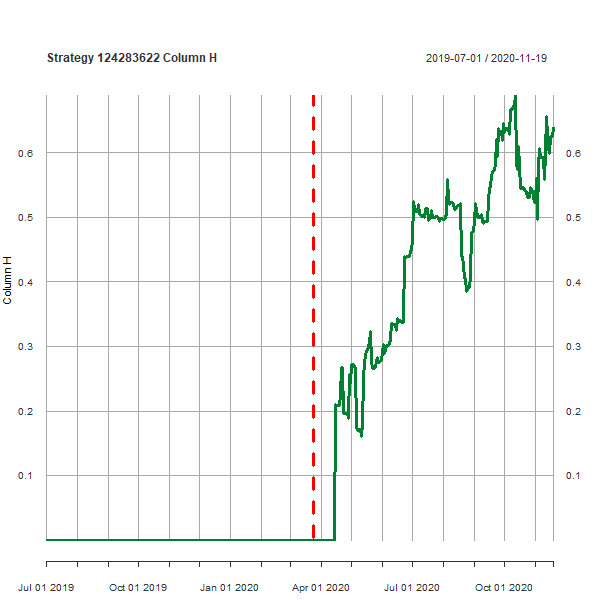 Strategy 124283622 Column H
2019-07-01 / 2020-11-19
0.6
0.6
0.5
0.5
0.4
0.4
Column H
0.3
0.3
0.2
0.2
0.1
0.1
Jul 01 2019
Oct 01 2019
Jan 01 2020
Apr 01 2020
Jul 01 2020
Oct 01 2020